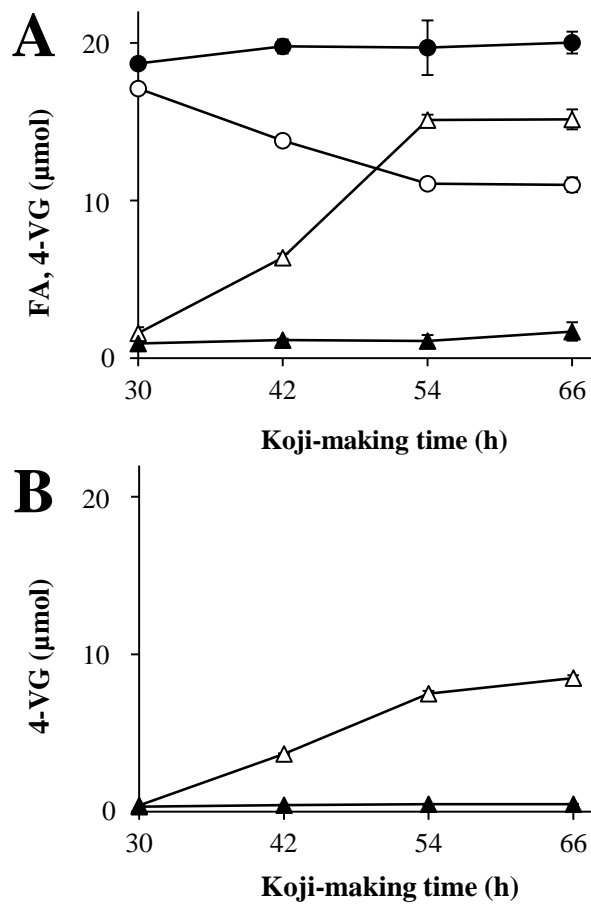 A
20
10
0
FA, 4-VG (μmol)
30 42 54 66
Koji-making time (h)
B
20
10
0
4-VG (μmol)
30 42 54 66
Koji-making time (h)